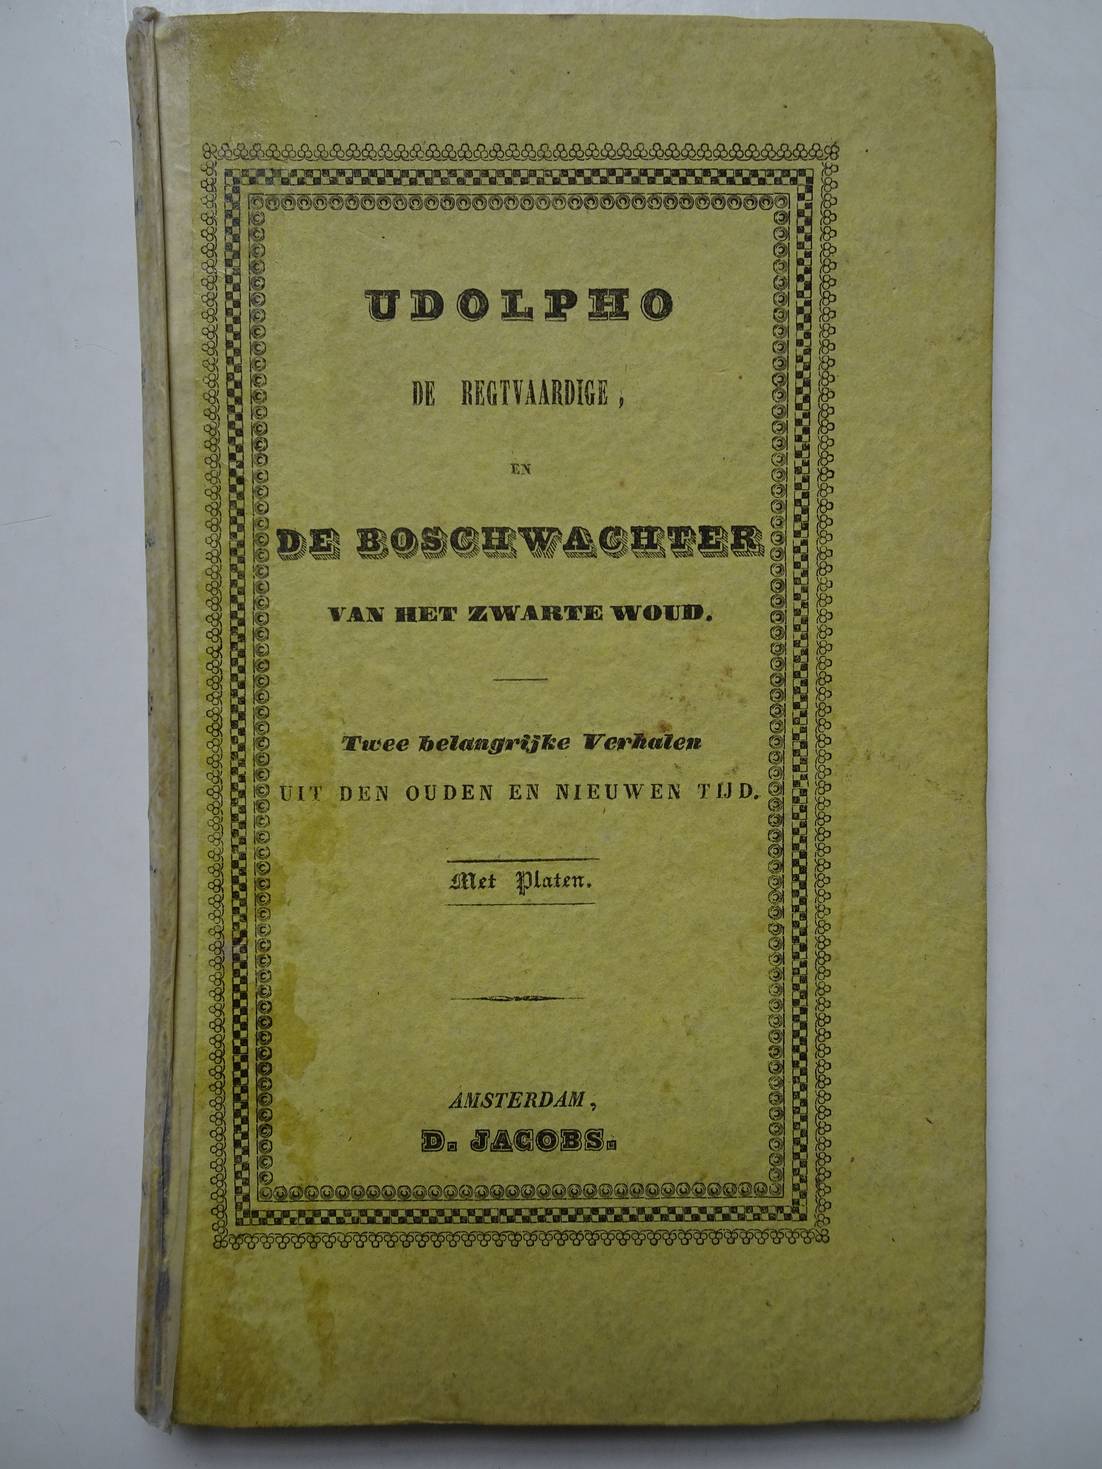 UDOLPHO
DE REGTVAARDIGE,
EN
DE BOSCHWACHTER
VAN HET ZWARTE WOUD.
Twee belangrijke Verhalen
UIT DEN OUDEN EN NIEUWEN TIJD.
Met Platen.
AMSTERDAM,
D. JACOBS.